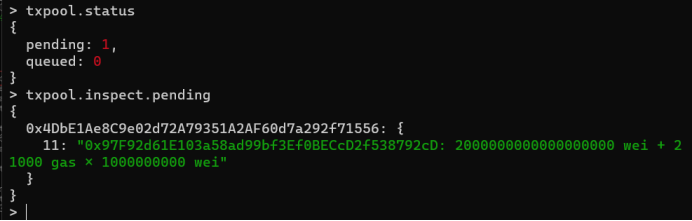 > txpool.status
{
  pending: 1,
  queued: 0
}
> txpool.inspect.pending
{
  0x4DbE1Ae8C9e02d72A79351A2AF60d7a292f71556: {
    11: "0x97F92d61E103a58ad99bf3Ef0BECcD2f538792cD: 2000000000000000000 wei + 2
1000 gas × 1000000000 wei"
  }
}
>